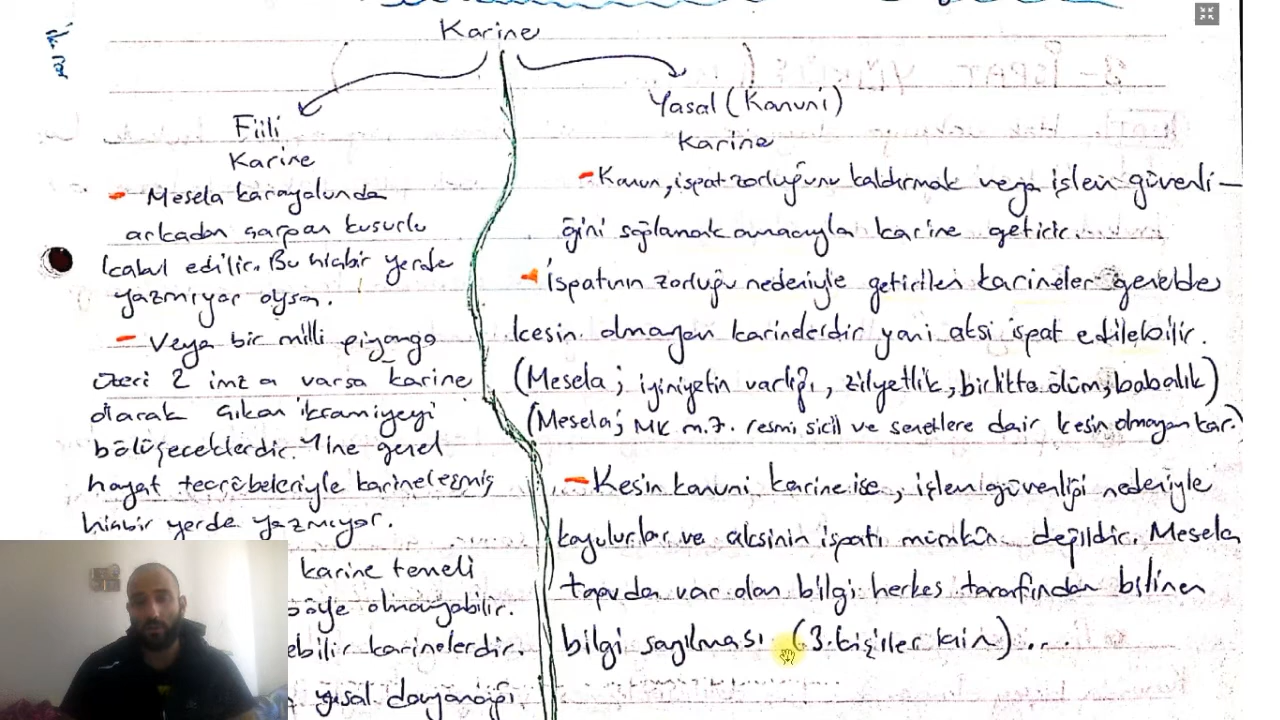 Karine
Fiili
Karine
- Mesela karayolunda
arkadan çarpan kusurlu
kabul edilir. Bu hiçbir yerde
yazmıyor oysa.
- Veya bir milli piyango
üzeri 2 imza varsa karine
olarak çıkan ikramiyeyi
bölüşeceklerdir. Yine genel
hayat tecrübeleriyle karineleşmiş
hiçbir yerde yazmıyor.
karine temeli
böyle olmayabilir.
ebilir karinelerdir.
yasal dayanağı
Yasal (Kanuni)
Karine
- Kanun, ispat zorluğunu kaldırmak veya işlem güvenli-
ğini sağlamak amacıyla karine getirir.
- İspatının zorluğu nedeniyle getirilen karineler genelde
kesin olmayan karinelerdir yani aksi ispat edilebilir.
(Mesela; iyiniyetin varlığı, zilyetlik, birlikte ölüm, babalık)
(Mesela; MK m.7. resmi sicil ve senetlere dair kesin olmayan kar.)
- Kesin kanuni karine ise, işlem güvenliği nedeniyle
koyulurlar ve aksinin ispatı mümkün değildir. Mesela
tapuda var olan bilgi herkes tarafından bilinen
bilgi sayılması (3. kişiler için)...